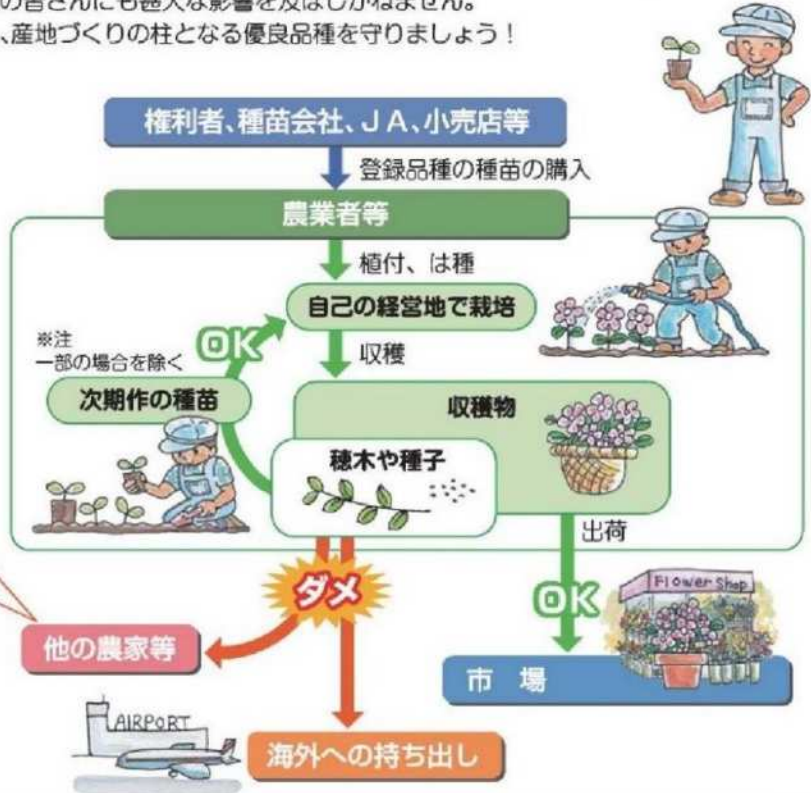 の皆さんにも甚大な影響を及ぼしかねません。
、産地づくりの柱となる優良品種を守りましょう！
権利者、種苗会社、ＪＡ、小売店等
登録品種の種苗の購入
農業者等
植付、は種
自己の経営地で栽培
※注
一部の場合を除く
OK
収穫
次期作の種苗
収穫物
穂木や種子
出荷
ダメ
OK
Flower Shop
他の農家等
市　場
AIRPORT
海外への持ち出し